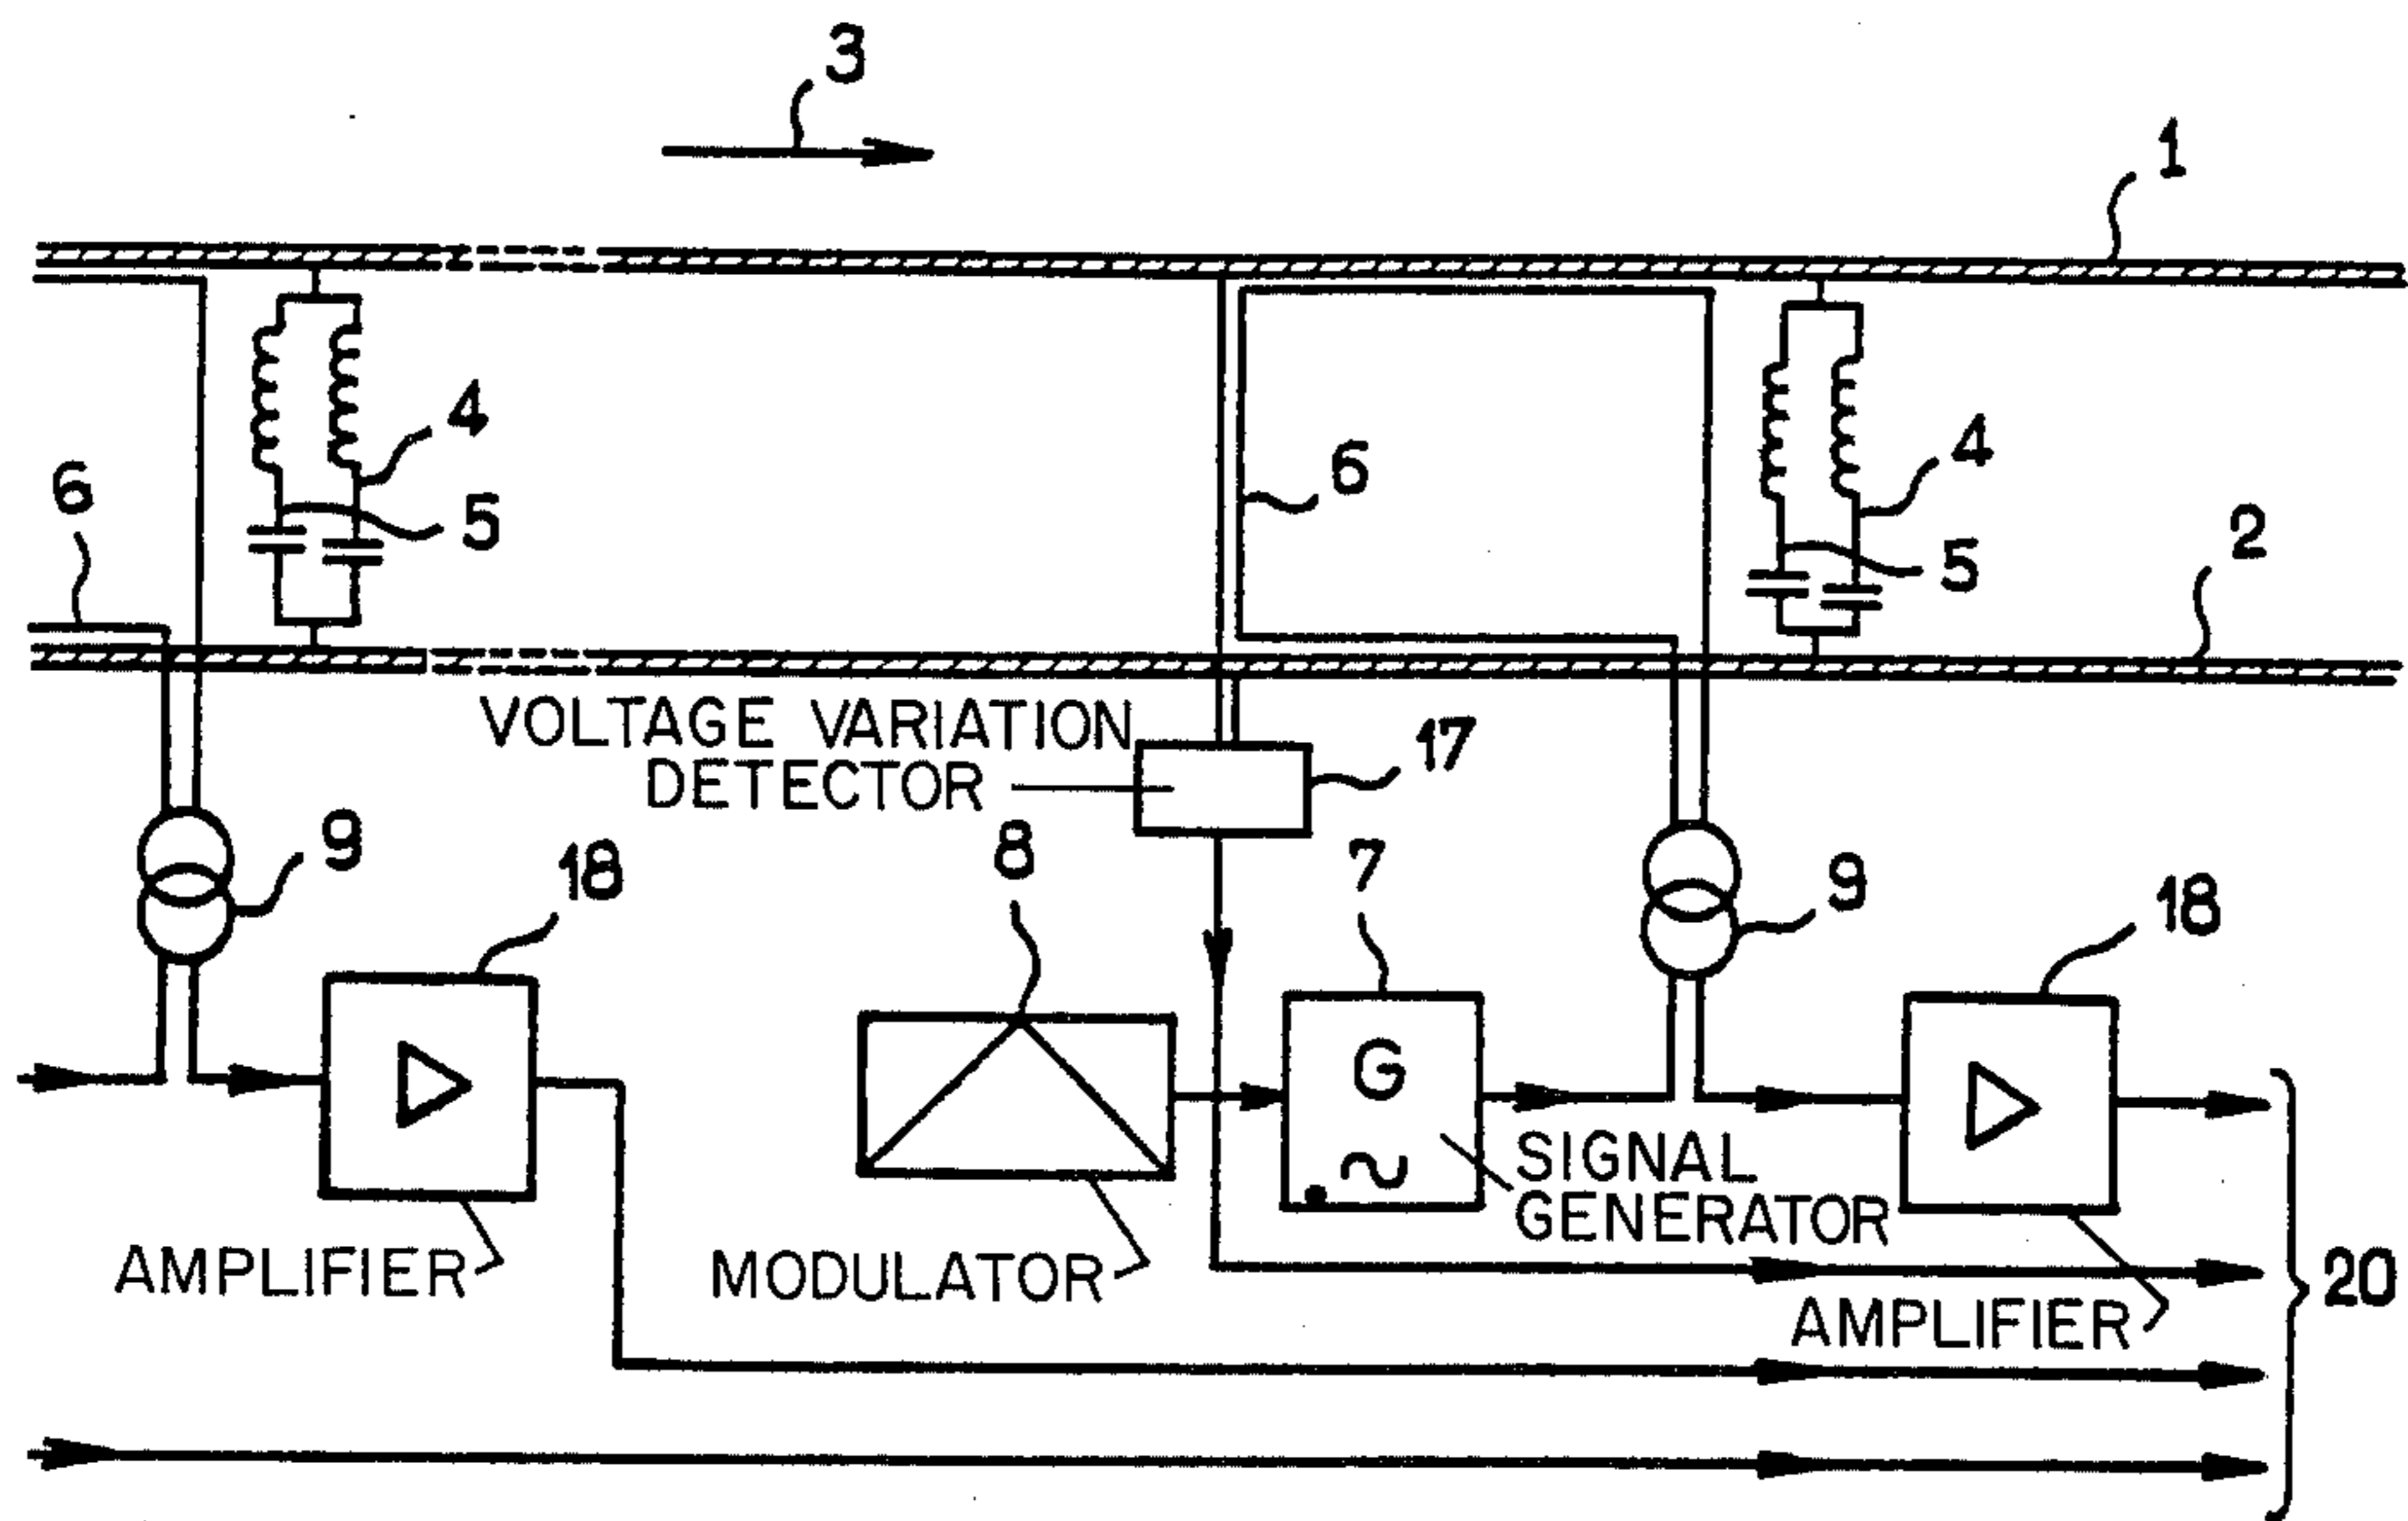 3
1
4
4
6
6
5
2
5
VOLTAGE VARIATION
DETECTOR
17
9
18
8
7
9
18
G
SIGNAL
GENERATOR
AMPLIFIER
MODULATOR
AMPLIFIER
20